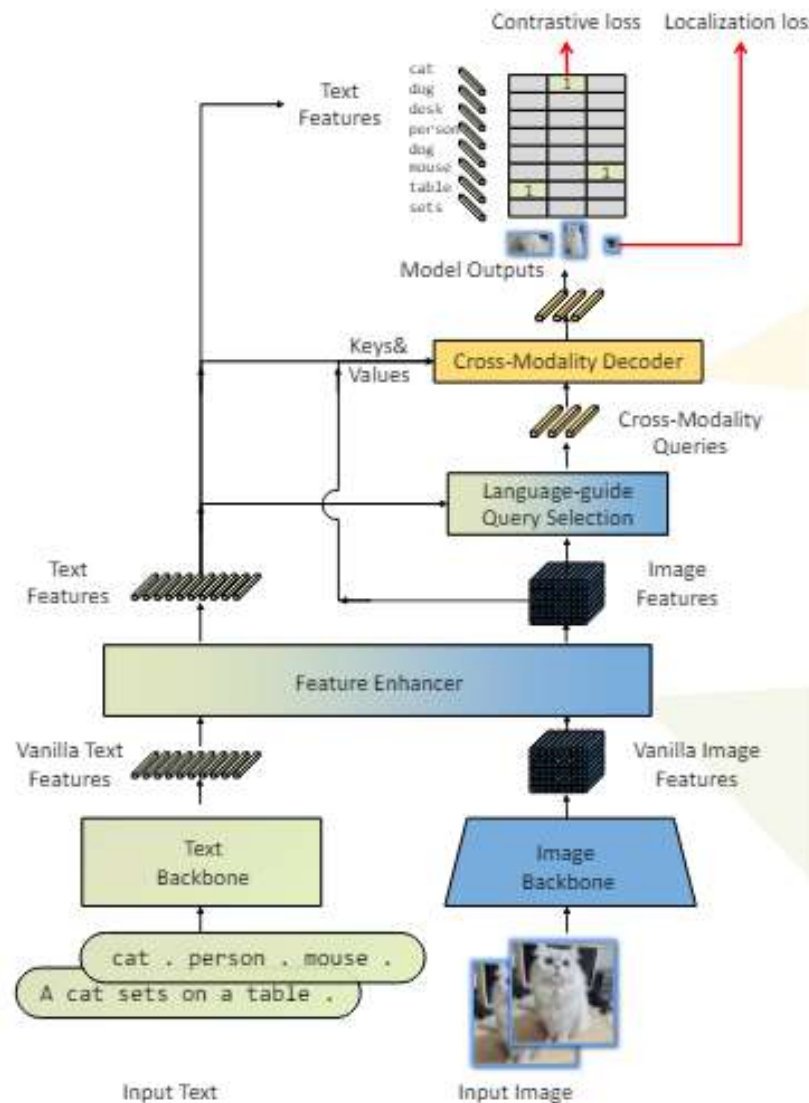 Contrastive loss
Localization los
Text
Features
cat
dog
desk
person
dog
mouse
table
sets
1
1
1
Model Outputs
Keys&
Values
Cross-Modality Decoder
Cross-Modality
Queries
Language-guide
Query Selection
Text
Features
Image
Features
Feature Enhancer
Vanilla Text
Features
Vanilla Image
Features
Text
Backbone
Image
Backbone
cat . person . mouse .
A cat sets on a table .
Input Text
Input Image